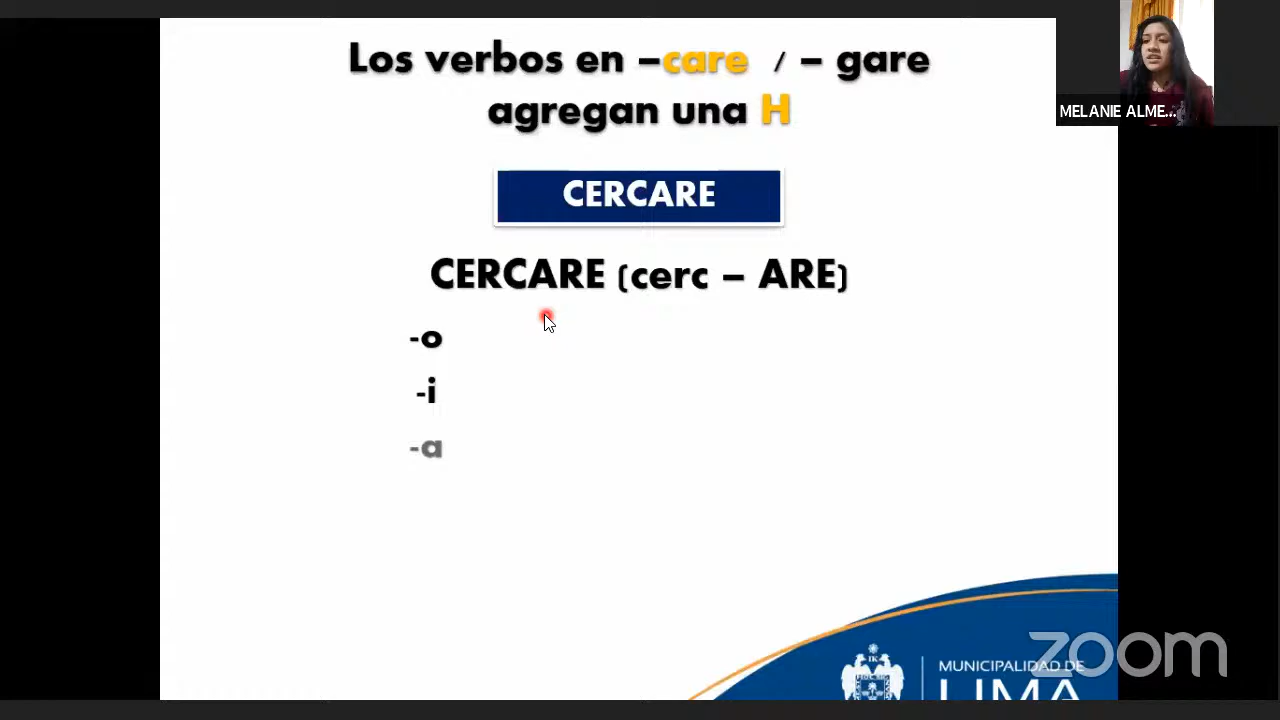 Los verbos en –care / – gare
agregan una H
MELANIE ALME...
CERCARE
CERCARE (cerc – ARE)
-o
-i
-a
MUNICIPALIDAD DE
LIMA
zoom